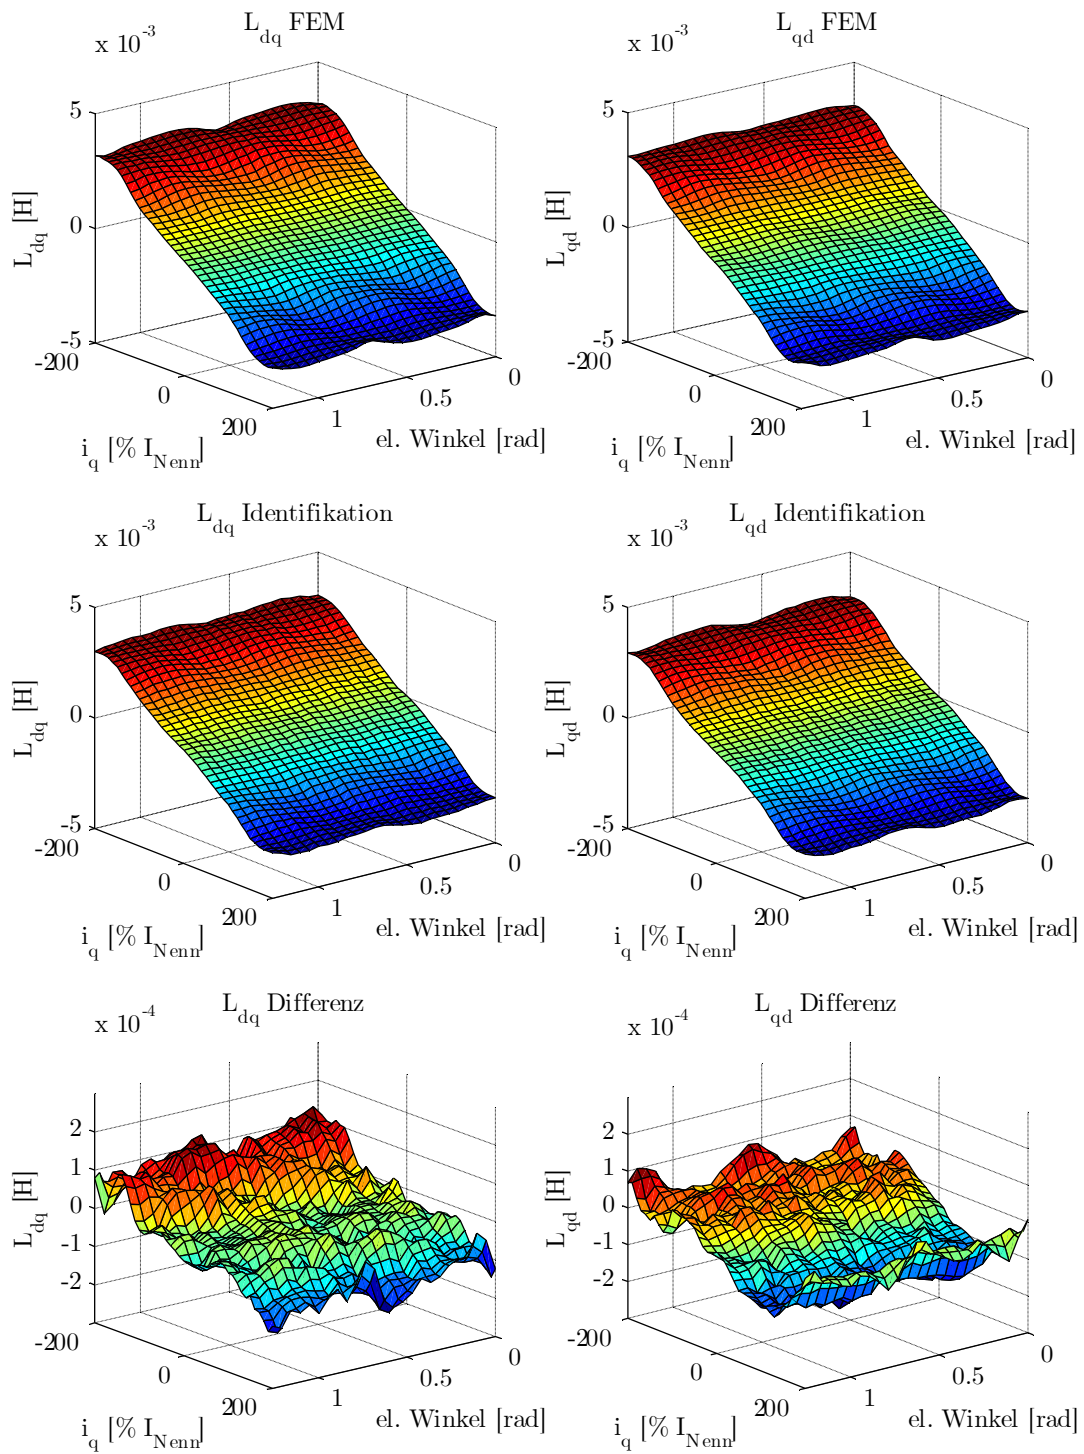 L_dq FEM
x 10^-3
5
0
-5
L_dq [H]
-200
0
200
i_q [% I_Nenn]
1
0.5
0
el. Winkel [rad]
L_qd FEM
x 10^-3
5
0
-5
L_qd [H]
-200
0
200
i_q [% I_Nenn]
1
0.5
0
el. Winkel [rad]
L_dq Identifikation
x 10^-3
5
0
-5
L_dq [H]
-200
0
200
i_q [% I_Nenn]
1
0.5
0
el. Winkel [rad]
L_qd Identifikation
x 10^-3
5
0
-5
L_qd [H]
-200
0
200
i_q [% I_Nenn]
1
0.5
0
el. Winkel [rad]
L_dq Differenz
x 10^-4
2
1
0
-1
-2
L_dq [H]
-200
0
200
i_q [% I_Nenn]
1
0.5
0
el. Winkel [rad]
L_qd Differenz
x 10^-4
2
1
0
-1
-2
L_qd [H]
-200
0
200
i_q [% I_Nenn]
1
0.5
0
el. Winkel [rad]